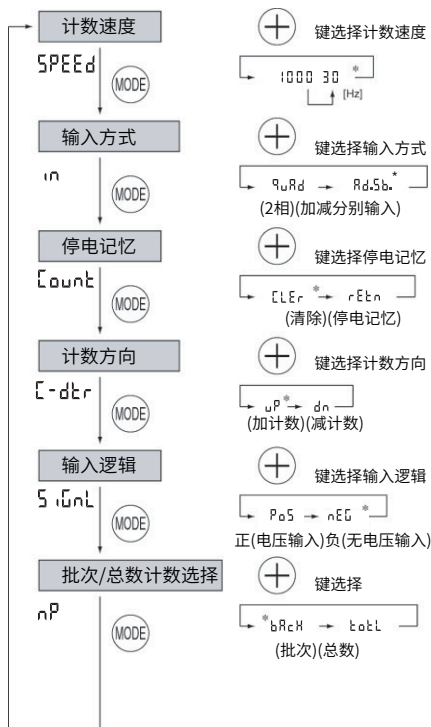 计数速度
键选择计数速度
SPEEd
MODE
1000 30 *
[Hz]
输入方式
键选择输入方式
in
MODE
quAd → Ad.Sb.*
(2相)(加减分别输入)
停电记忆
键选择停电记忆
Count
MODE
CLEr * → rEtn
(清除)(停电记忆)
计数方向
键选择计数方向
C-dir
MODE
uP * → dn
(加计数)(减计数)
输入逻辑
键选择输入逻辑
SiGnL
MODE
PoS → nEG *
正(电压输入)负(无电压输入)
批次/总数计数选择
键选择
nP
MODE
* bAcH → totL
(批次)(总数)